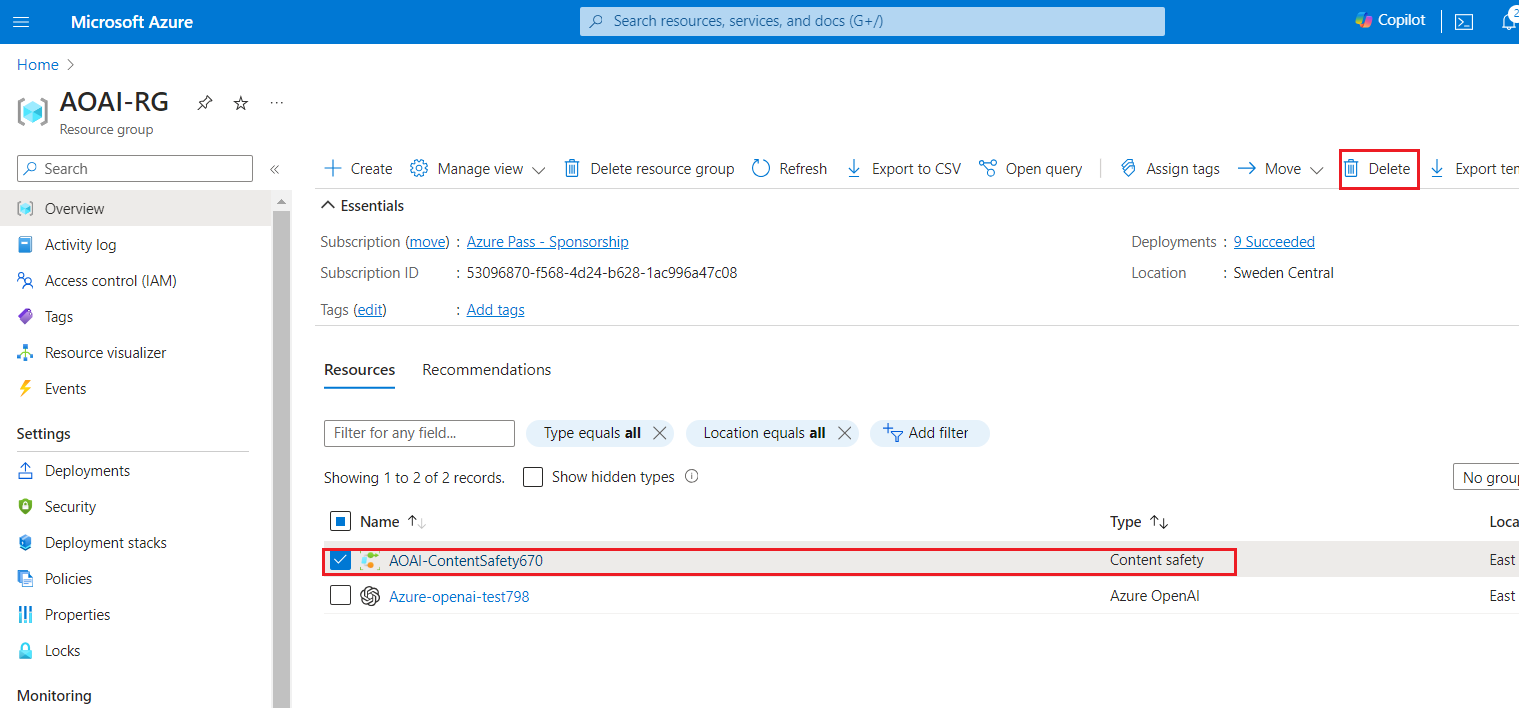 Microsoft Azure
Search resources, services, and docs (G+/)
Copilot
2
Home
AOAI-RG
Resource group
Search
Create Manage view Delete resource group Refresh Export to CSV Open query Assign tags Move Delete Export tem
Overview
Activity log
Access control (IAM)
Tags
Resource visualizer
Events
Settings
Deployments
Security
Deployment stacks
Policies
Properties
Locks
Monitoring
Essentials
Subscription (move) : Azure Pass - Sponsorship
Deployments : 9 Succeeded
Subscription ID : 53096870-f568-4d24-b628-1ac996a47c08
Location : Sweden Central
Tags (edit) : Add tags
Resources Recommendations
Filter for any field... Type equals all Location equals all Add filter
Showing 1 to 2 of 2 records. Show hidden types
No group
Name Type Loca
AOAI-ContentSafety670 Content safety East
Azure-openai-test798 Azure OpenAI East